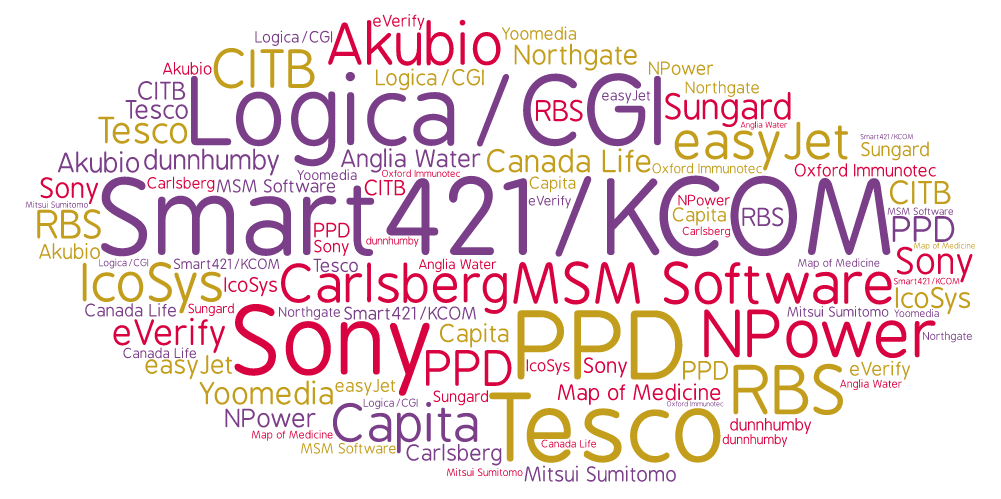 eVerify
Logica/CGI
Akubio
Yoomedia
Northgate
Akubio
CITB
Logica/CGI
NPower
CITB
Logica/CGI
RBS
easyJet
Northgate
Tesco
Sungard
Tesco
Anglia Water
easyJet
Smart421/KCOM
Sungard
Akubio
dunnhumby
Anglia Water
Canada Life
Oxford Immunotec
Oxford Immunotec
Oxford Immunotec
Yoomedia
Sony
Carlsberg
MSM Software
CITB
Capita
CITB
Mitsui Sumitomo
Smart421/KCOM
eVerify
NPower
Capita
RBS
MSM Software
RBS
PPD
Carlsberg
PPD
Sony
dunnhumby
Akubio
Map of Medicine
Logica/CGI
Smart421/KCOM
Tesco
Anglia Water
Map of Medicine
Sony
IcoSys
IcoSys
Carlsberg
MSM Software
Smart421/KCOM
IcoSys
Canada Life
Sungard
Northgate
Smart421/KCOM
Mitsui Sumitomo
Yoomedia
eVerify
Sony
Capita
PPD
NPower
Northgate
Canada Life
easyJet
PPD
IcoSys
Sony
PPD
eVerify
Anglia Water
Yoomedia
easyJet
Sungard
Map of Medicine
RBS
Logica/CGI
Oxford Immunotec
NPower
Capita
Tesco
dunnhumby
Map of Medicine
dunnhumby
MSM Software
Carlsberg
Canada Life
Mitsui Sumitomo
Mitsui Sumitomo